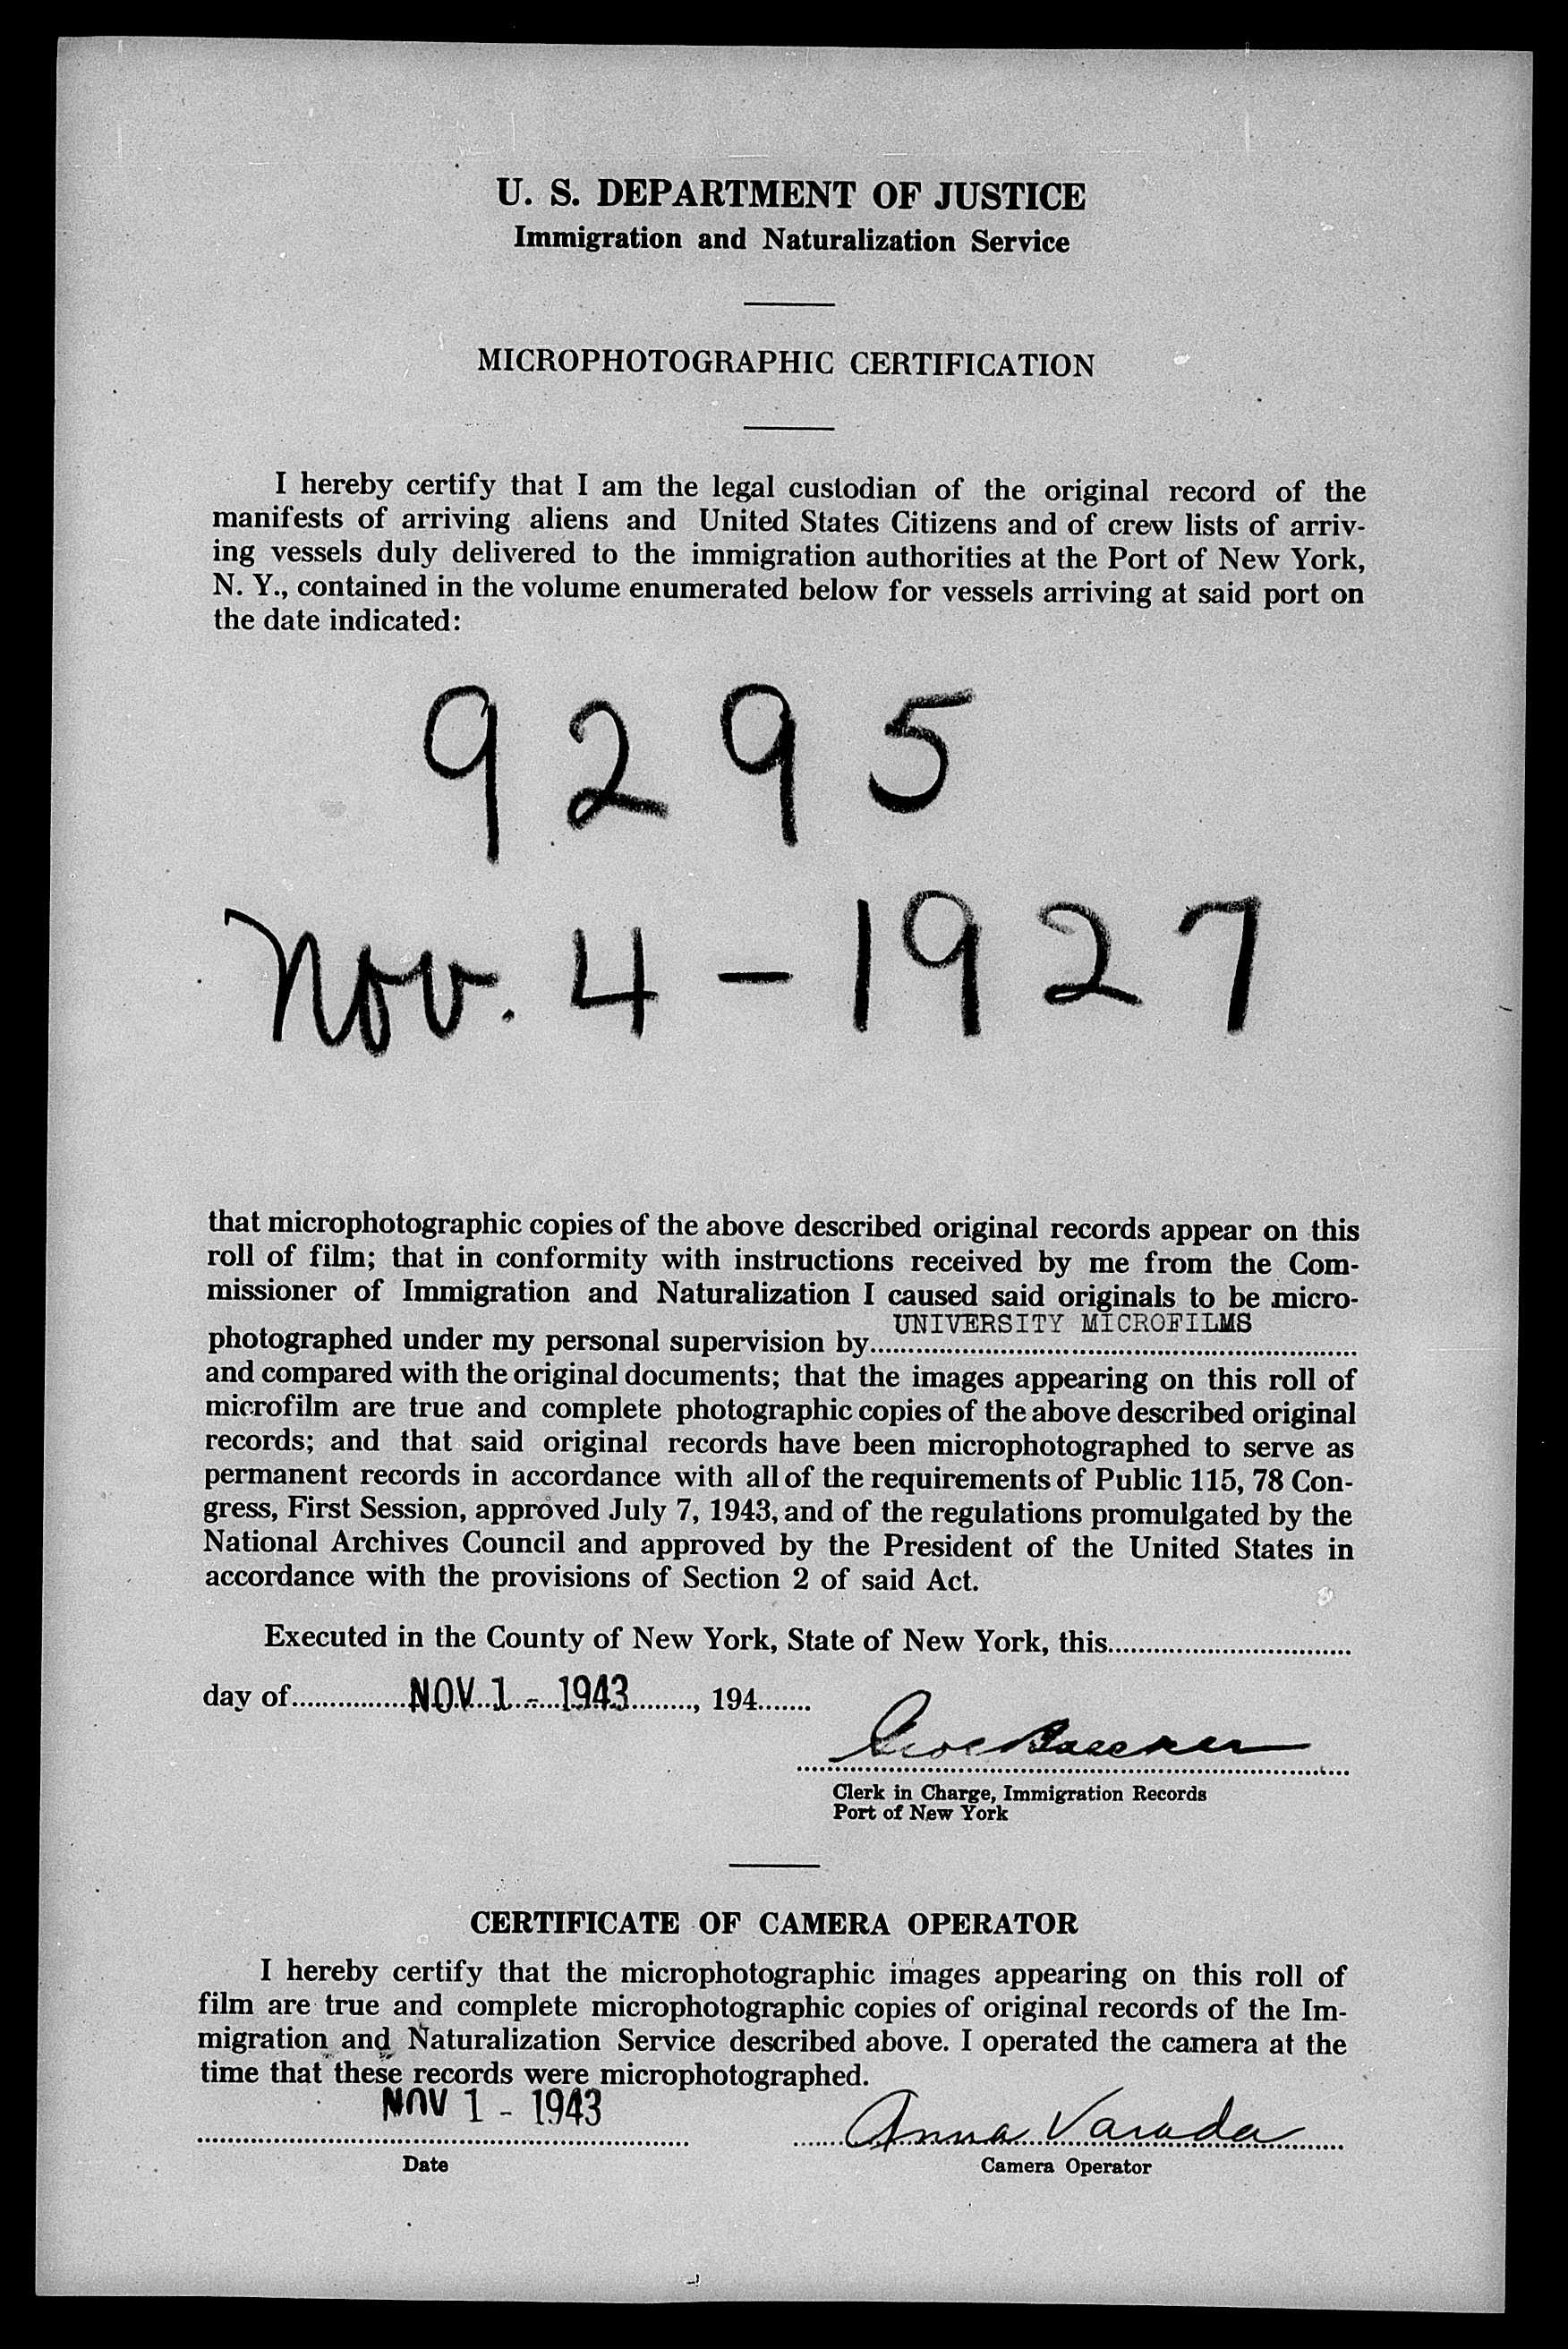 U. S. DEPARTMENT OF JUSTICE
Immigration and Naturalization Service
MICROPHOTOGRAPHIC CERTIFICATION
I hereby certify that I am the legal custodian of the original record of the
manifests of arriving aliens and United States Citizens and of crew lists of arriv-
ing vessels duly delivered to the immigration authorities at the Port of New York,
N. Y., contained in the volume enumerated below for vessels arriving at said port on
the date indicated:
9295
Nov. 4 - 1927
that microphotographic copies of the above described original records appear on this
roll of film; that in conformity with instructions received by me from the Com-
missioner of Immigration and Naturalization I caused said originals to be micro-
photographed under my personal supervision by UNIVERSITY MICROFILMS
and compared with the original documents; that the images appearing on this roll of
microfilm are true and complete photographic copies of the above described original
records; and that said original records have been microphotographed to serve as
permanent records in accordance with all of the requirements of Public 115, 78 Con-
gress, First Session, approved July 7, 1943, and of the regulations promulgated by the
National Archives Council and approved by the President of the United States in
accordance with the provisions of Section 2 of said Act.
Executed in the County of New York, State of New York, this
day of NOV 1 - 1943, 194
Clerk in Charge, Immigration Records
Port of New York
CERTIFICATE OF CAMERA OPERATOR
I hereby certify that the microphotographic images appearing on this roll of
film are true and complete microphotographic copies of original records of the Im-
migration and Naturalization Service described above. I operated the camera at the
time that these records were microphotographed.
NOV 1 - 1943 Anna Varada
Date Camera Operator